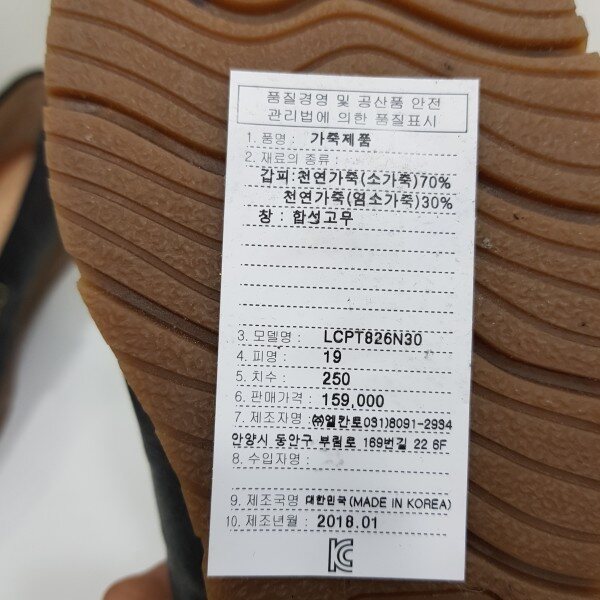 품질경영 및 공산품 안전
관리법에 의한 품질표시
1. 품명 : 가죽제품
2. 재료의 종류 :
갑피:천연가죽(소가죽)70%
천연가죽(염소가죽)30%
창 : 합성고무
3. 모델명 : LCPT826N30
4. 피명 : 19
5. 치수 : 250
6. 판매가격 : 159,000
7. 제조자명 : ㈜엘칸토031)8091-2934
안양시 동안구 부림로 169번길 22 6F
8. 수입자명 :
9. 제조국명 대한민국(MADE IN KOREA)
10. 제조년월 : 2018.01
KC